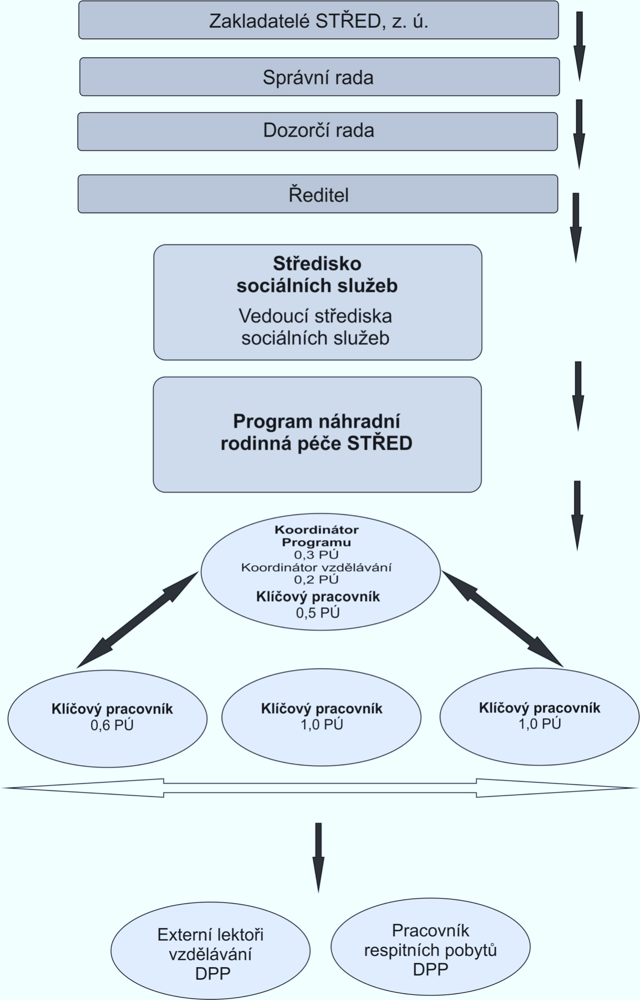 Zakladatelé STŘED, z. ú.
Správní rada
Dozorčí rada
Ředitel
Středisko
sociálních služeb
Vedoucí střediska
sociálních služeb
Program náhradní
rodinná péče STŘED
Koordinátor
Programu
0,3 PÚ
Koordinátor vzdělávání
0,2 PÚ
Klíčový pracovník
0,5 PÚ
Klíčový pracovník
0,6 PÚ
Klíčový pracovník
1,0 PÚ
Klíčový pracovník
1,0 PÚ
Externí lektoři
vzdělávání
DPP
Pracovník
respitních pobytů
DPP